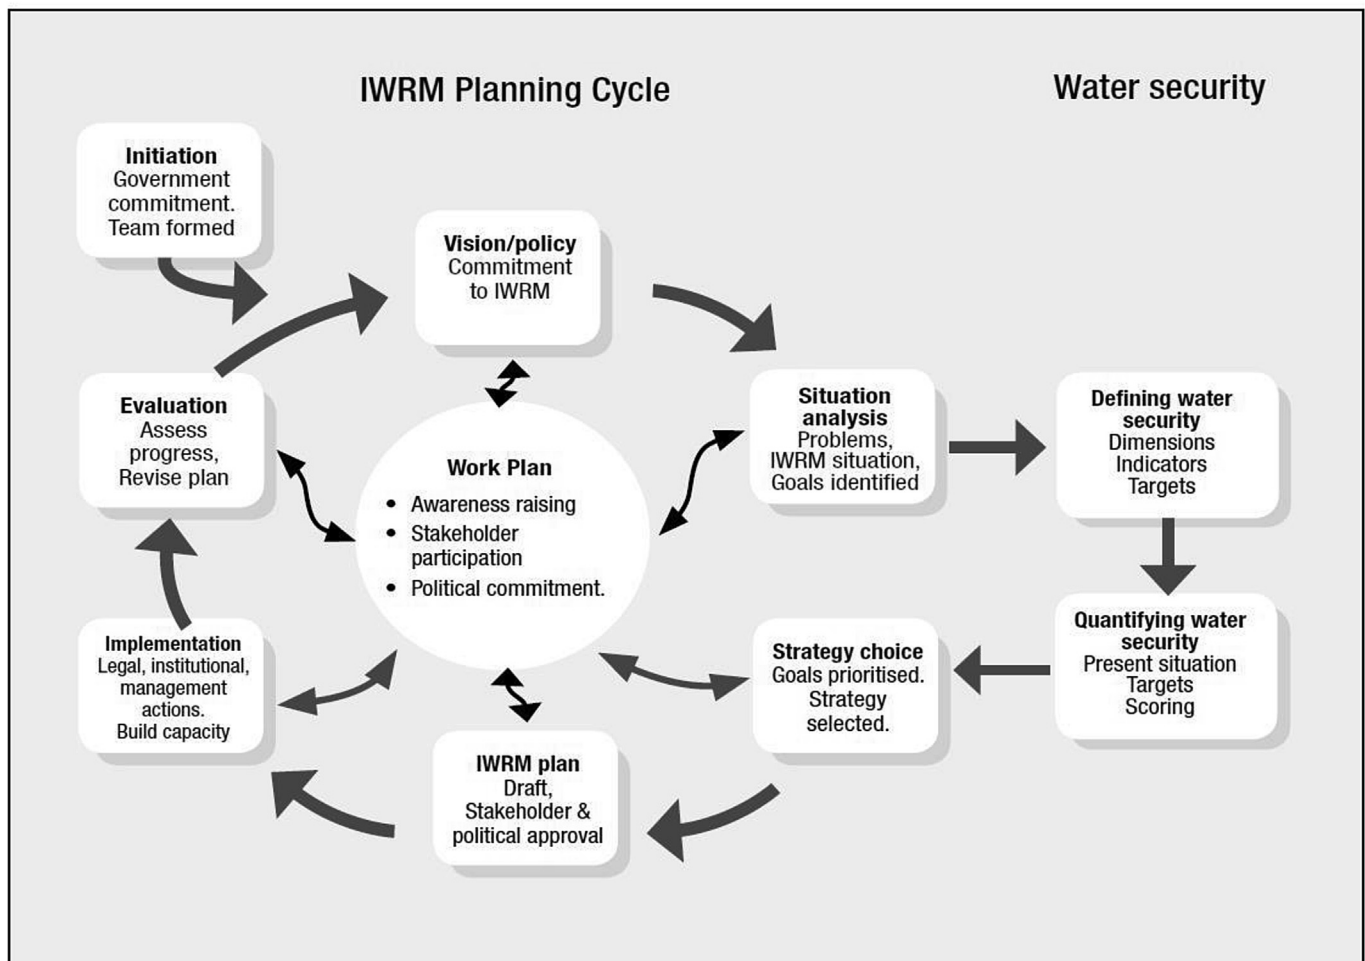 IWRM Planning Cycle
Water security
Initiation
Government
commitment.
Team formed
Vision/policy
Commitment
to IWRM
Situation
analysis
Problems,
IWRM situation,
Goals identified
Defining water
security
Dimensions
Indicators
Targets
Evaluation
Assess
progress,
Revise plan
Work Plan
• Awareness raising
• Stakeholder
participation
• Political commitment.
Quantifying water
security
Present situation
Targets
Scoring
Strategy choice
Goals prioritised.
Strategy
selected.
Implementation
Legal, institutional,
management
actions.
Build capacity
IWRM plan
Draft,
Stakeholder &
political approval